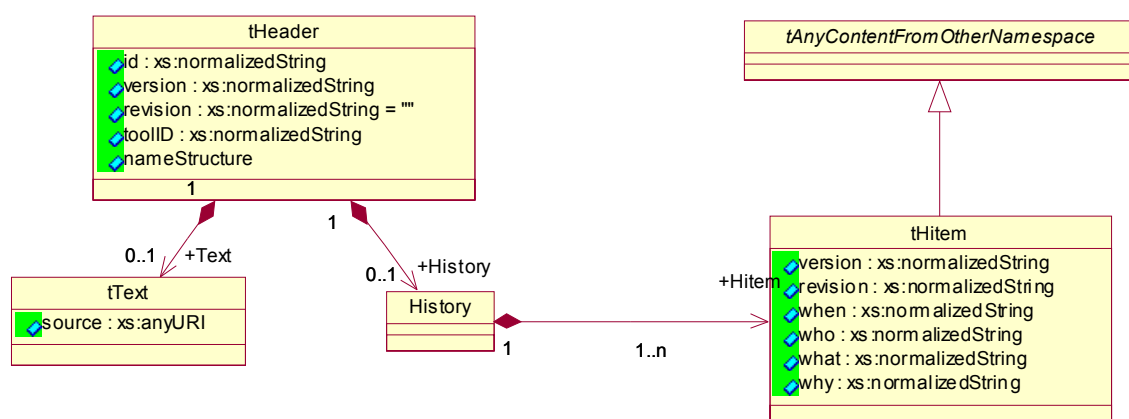 tHeader
id : xs:normalizedString
version : xs:normalizedString
revision : xs:normalizedString = ""
toolID : xs:normalizedString
nameStructure
1
1
0..1
+Text
0..1
+History
tText
source : xs:anyURI
History
1
1..n
+Hitem
tAnyContentFromOtherNamespace
tHitem
version : xs:normalizedString
revision : xs:normalizedString
when : xs:normalizedString
who : xs:normalizedString
what : xs:normalizedString
why : xs:normalizedString